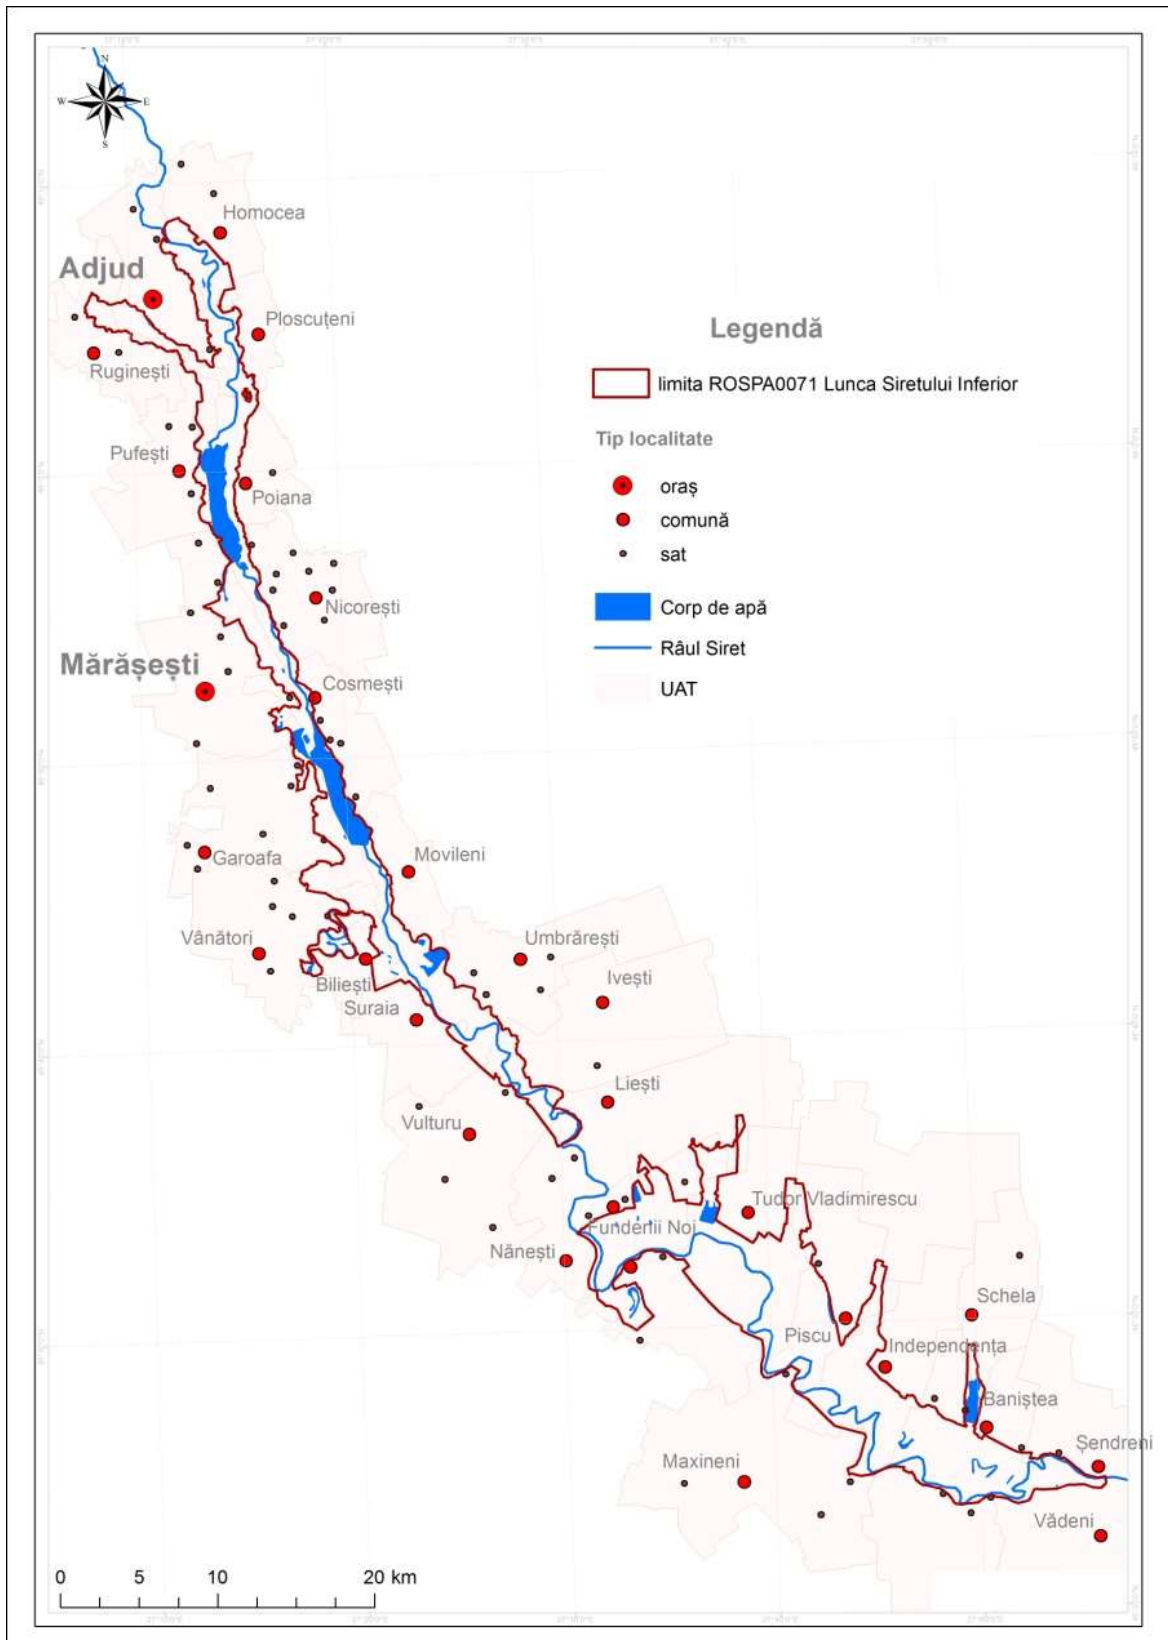 N
W E
S
Homocea
Adjud
Ploscuțeni
Ruginești
Legendă
limita ROSPA0071 Lunca Siretului Inferior
Tip localitate
oraș
comună
sat
Corp de apă
Râul Siret
UAT
Pufești
Poiana
Nicorești
Mărășești
Cosmești
Garoafa
Movileni
Vânători
Umbrărești
Biliești
Ivești
Suraia
Liești
Vulturu
Tudor Vladimirescu
Fundenii Noi
Nănești
Schela
Piscu
Independența
Baniștea
Maxineni
Șendreni
Vădeni
0 5 10 20 km